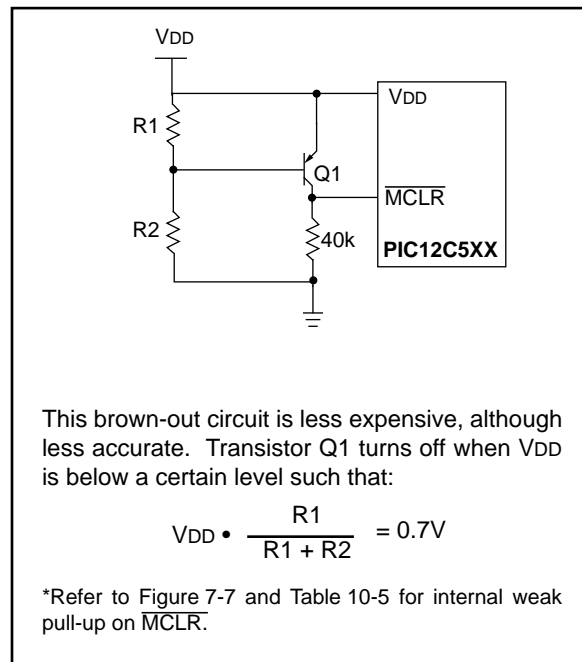 VDD
VDD
R1
Q1
MCLR
R2
40k
PIC12C5XX
This brown-out circuit is less expensive, although
less accurate. Transistor Q1 turns off when VDD
is below a certain level such that:
VDD • R1 / R1 + R2 = 0.7V
*Refer to Figure 7-7 and Table 10-5 for internal weak
pull-up on MCLR.